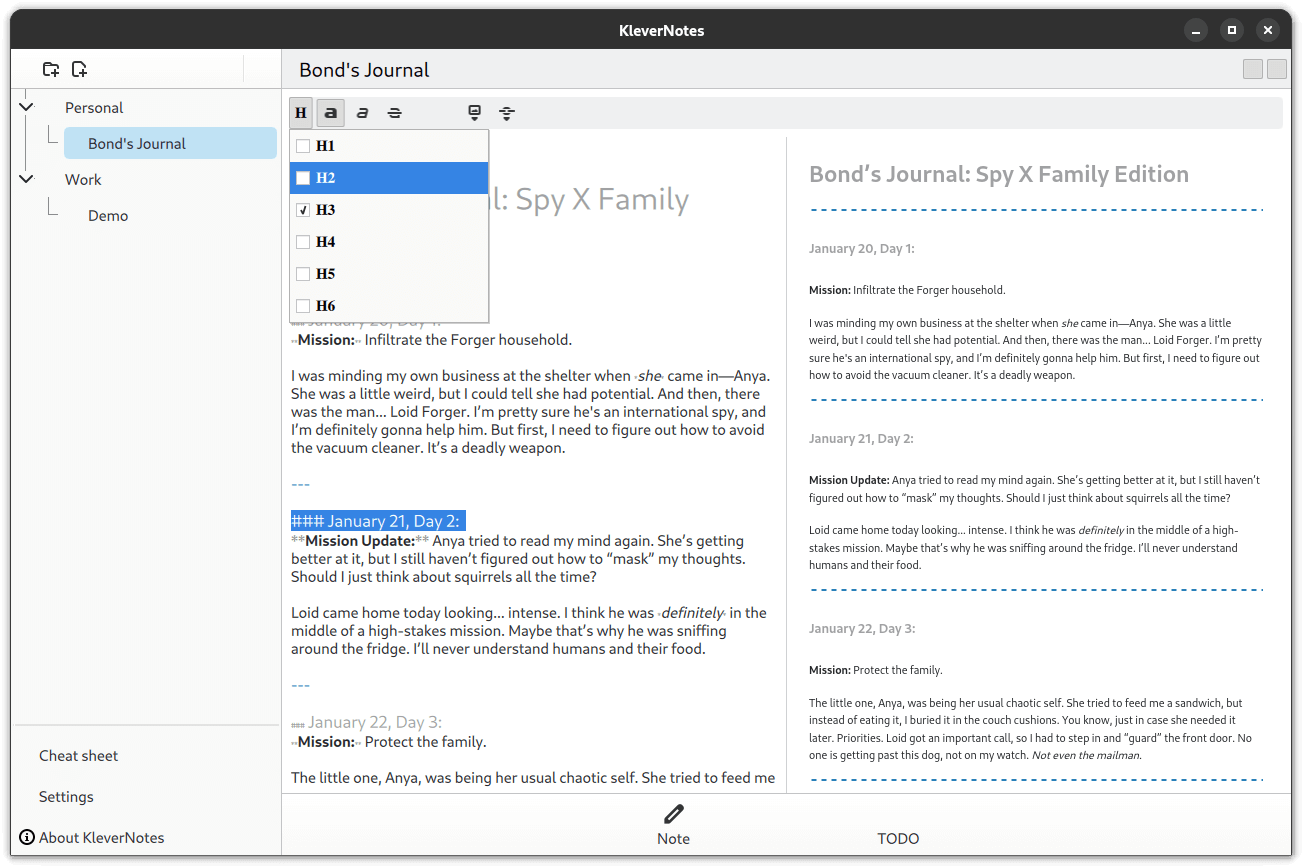 KleverNotes
Bond's Journal
Personal
Bond's Journal
Work
Demo
Cheat sheet
Settings
About KleverNotes
H a a S
H1
H2
H3
H4
H5
H6
l: Spy X Family
### January 20, Day 1:
**Mission:** Infiltrate the Forger household.
I was minding my own business at the shelter when *she* came in—Anya.
She was a little weird, but I could tell she had potential. And then, there
was the man... Loid Forger. I’m pretty sure he's an international spy, and
I’m definitely gonna help him. But first, I need to figure out how to avoid
the vacuum cleaner. It’s a deadly weapon.
---
### January 21, Day 2:
**Mission Update:** Anya tried to read my mind again. She’s getting
better at it, but I still haven’t figured out how to “mask” my thoughts.
Should I just think about squirrels all the time?
Loid came home today looking... intense. I think he was *definitely* in the
middle of a high-stakes mission. Maybe that’s why he was sniffing
around the fridge. I’ll never understand humans and their food.
---
### January 22, Day 3:
**Mission:** Protect the family.
The little one, Anya, was being her usual chaotic self. She tried to feed me
Bond’s Journal: Spy X Family Edition
January 20, Day 1:
Mission: Infiltrate the Forger household.
I was minding my own business at the shelter when she came in—Anya. She was a little
weird, but I could tell she had potential. And then, there was the man... Loid Forger. I’m pretty
sure he's an international spy, and I’m definitely gonna help him. But first, I need to figure out
how to avoid the vacuum cleaner. It’s a deadly weapon.
January 21, Day 2:
Mission Update: Anya tried to read my mind again. She’s getting better at it, but I still haven’t
figured out how to “mask” my thoughts. Should I just think about squirrels all the time?
Loid came home today looking... intense. I think he was definitely in the middle of a high-
stakes mission. Maybe that’s why he was sniffing around the fridge. I’ll never understand
humans and their food.
January 22, Day 3:
Mission: Protect the family.
The little one, Anya, was being her usual chaotic self. She tried to feed me a sandwich, but
instead of eating it, I buried it in the couch cushions. You know, just in case she needed it
later. Priorities. Loid got an important call, so I had to step in and “guard” the front door. No
one is getting past this dog, not on my watch. Not even the mailman.
Note
TODO